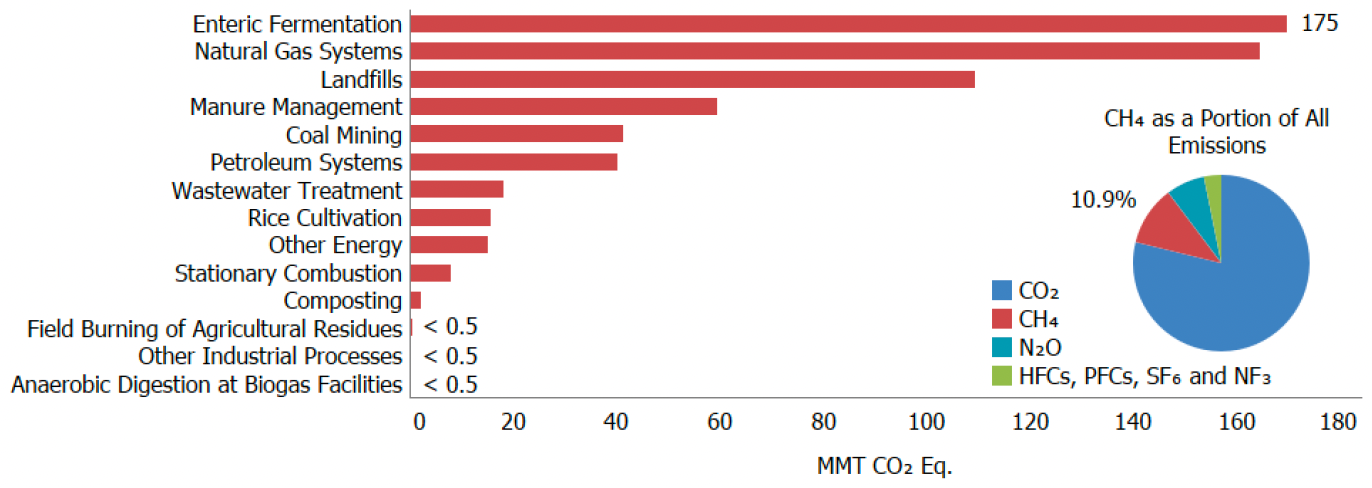 Enteric Fermentation
175
Natural Gas Systems
Landfills
Manure Management
Coal Mining
Petroleum Systems
Wastewater Treatment
Rice Cultivation
Other Energy
Stationary Combustion
Composting
Field Burning of Agricultural Residues
< 0.5
Other Industrial Processes
< 0.5
Anaerobic Digestion at Biogas Facilities
< 0.5
0 20 40 60 80 100 120 140 160 180
MMT CO₂ Eq.
CH₄ as a Portion of All
Emissions
10.9%
CO₂
CH₄
N₂O
HFCs, PFCs, SF₆ and NF₃